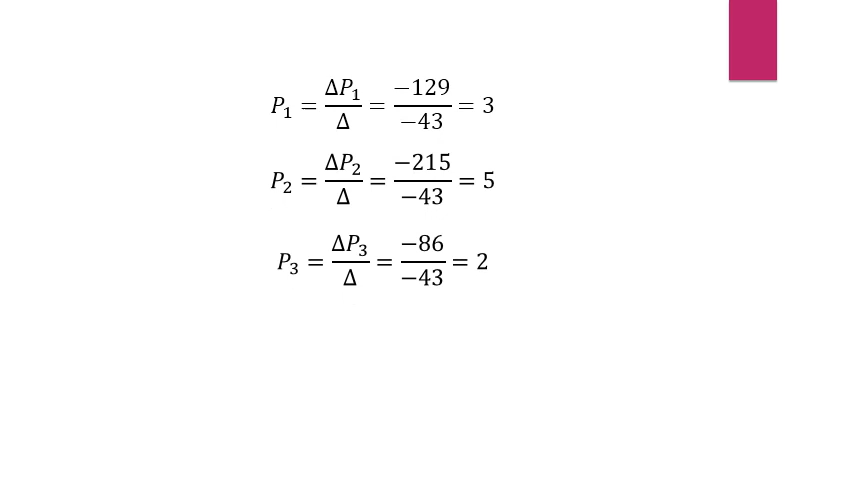 P₁ = ΔP₁/Δ = −129/−43 = 3
P₂ = ΔP₂/Δ = −215/−43 = 5
P₃ = ΔP₃/Δ = −86/−43 = 2